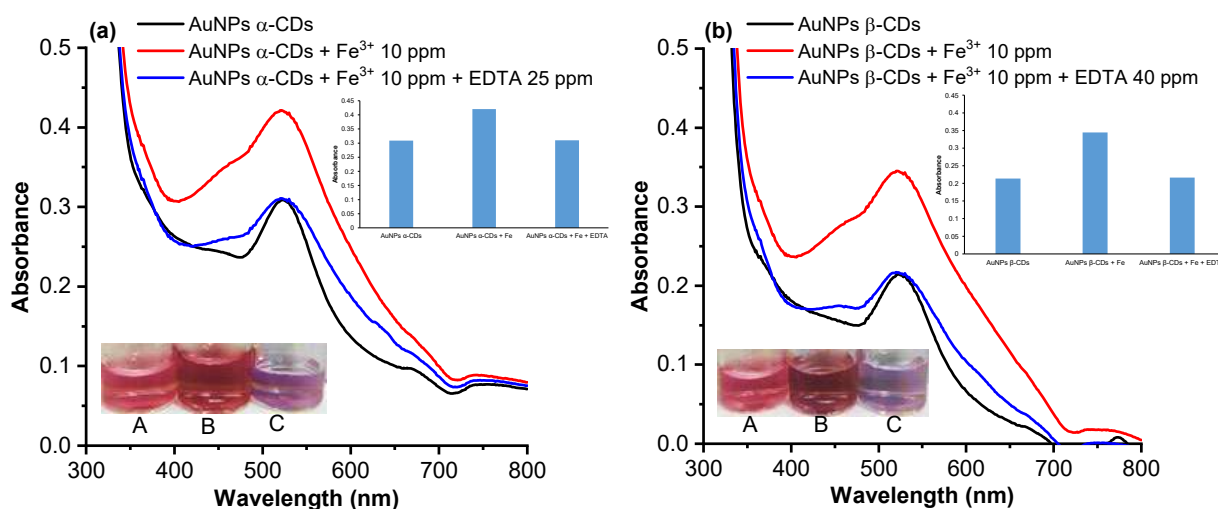 (a)
AuNPs α-CDs
AuNPs α-CDs + Fe³⁺ 10 ppm
AuNPs α-CDs + Fe³⁺ 10 ppm + EDTA 25 ppm
0.5
0.4
0.3
0.2
0.1
0.0
Absorbance
0.45
0.4
0.35
0.3
0.25
0.2
0.15
0.1
0.05
0
Absorbance
AuNPs α-CDs
AuNPs α-CDs + Fe
AuNPs α-CDs + Fe + EDTA
A B C
300 400 500 600 700 800
Wavelength (nm)
(b)
AuNPs β-CDs
AuNPs β-CDs + Fe³⁺ 10 ppm
AuNPs β-CDs + Fe³⁺ 10 ppm + EDTA 40 ppm
0.5
0.4
0.3
0.2
0.1
0.0
Absorbance
0.45
0.4
0.35
0.3
0.25
0.2
0.15
0.1
0.05
0
Absorbance
AuNPs β-CDs
AuNPs β-CDs + Fe
AuNPs β-CDs + Fe + EDT
A B C
300 400 500 600 700 800
Wavelength (nm)